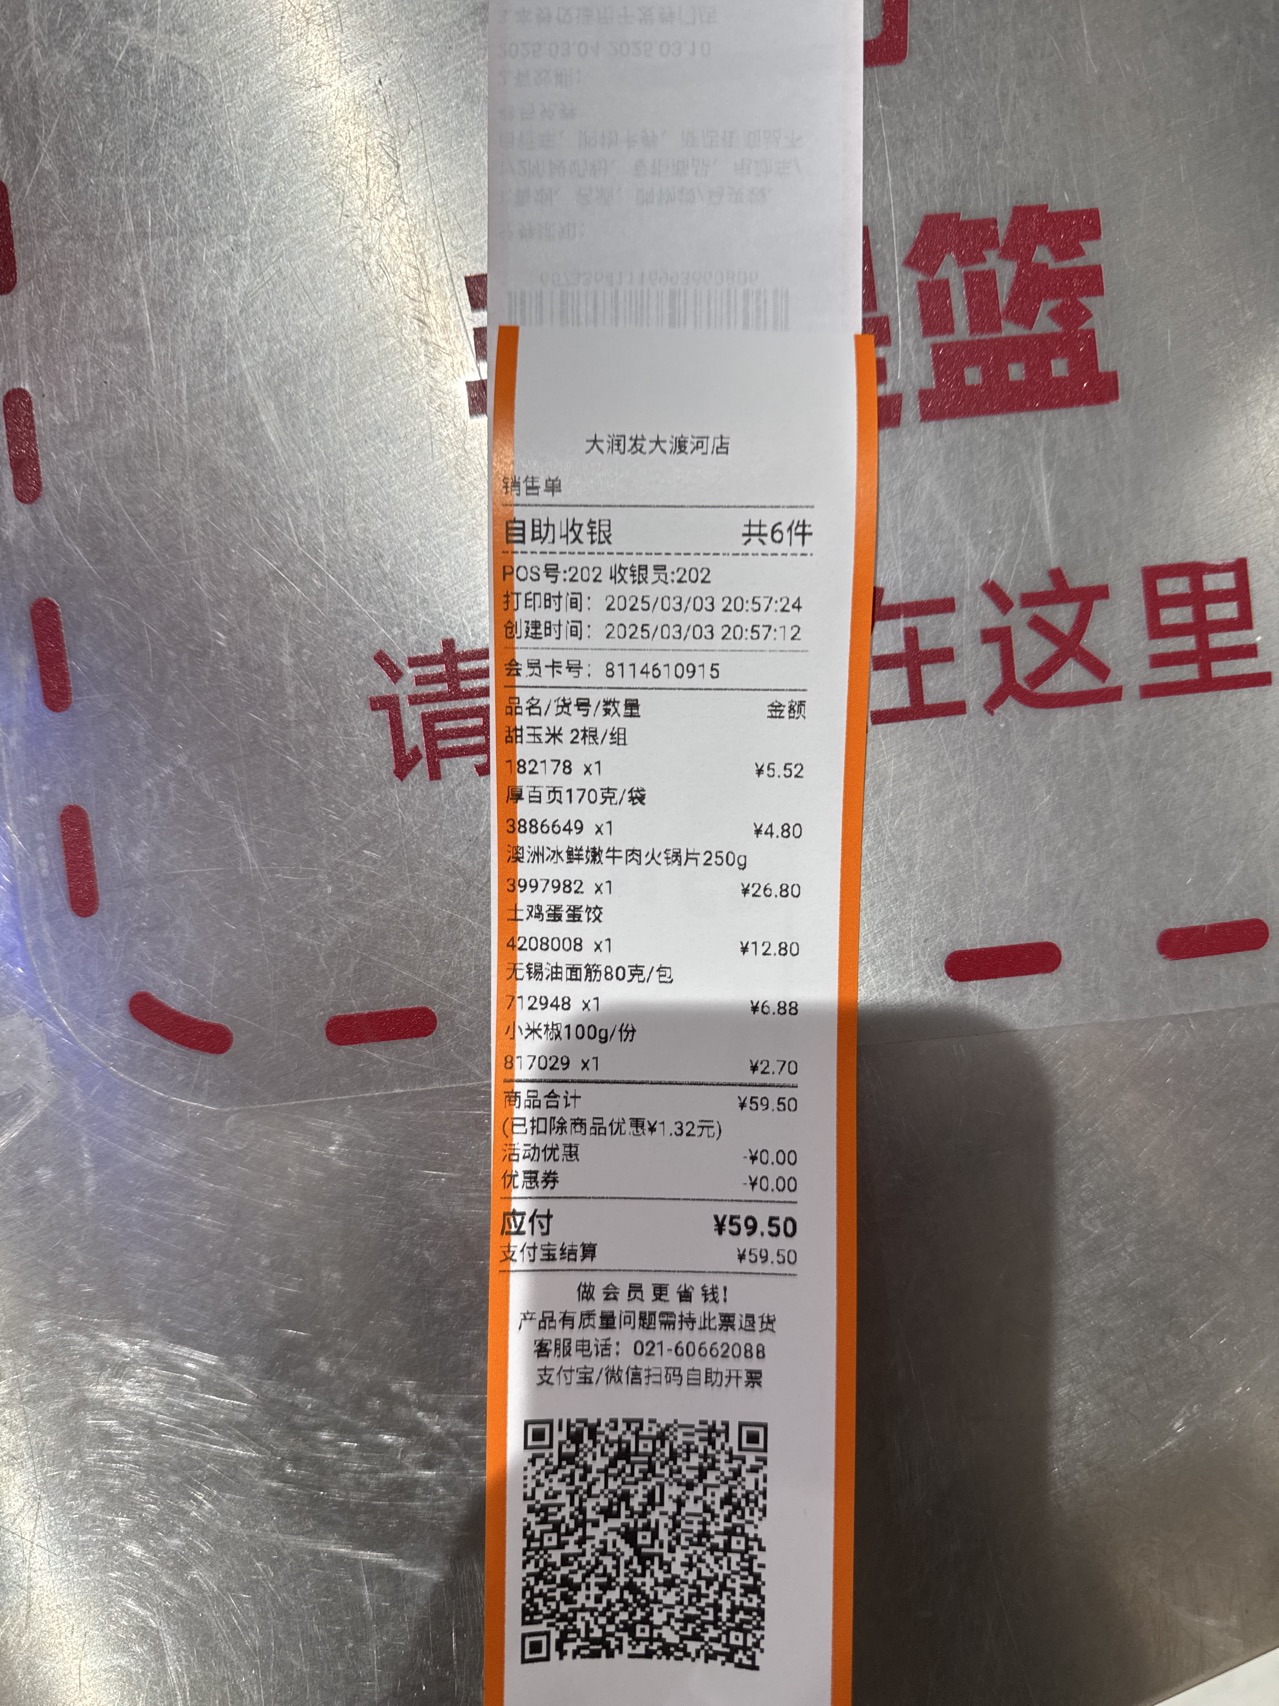 篮
请 在这里
大润发大渡河店
销售单
自助收银 共6件
POS号:202 收银员:202
打印时间: 2025/03/03 20:57:24
创建时间: 2025/03/03 20:57:12
会员卡号: 8114610915
品名/货号/数量 金额
甜玉米 2根/组
182178 x1 ¥5.52
厚百页170克/袋
3886649 x1 ¥4.80
澳洲冰鲜嫩牛肉火锅片250g
3997982 x1 ¥26.80
土鸡蛋蛋饺
4208008 x1 ¥12.80
无锡油面筋80克/包
712948 x1 ¥6.88
小米椒100g/份
817029 x1 ¥2.70
商品合计 ¥59.50
(已扣除商品优惠¥1.32元)
活动优惠 -¥0.00
优惠券 -¥0.00
应付 ¥59.50
支付宝结算 ¥59.50
做会员更省钱!
产品有质量问题需持此票退货
客服电话: 021-60662088
支付宝/微信扫码自助开票